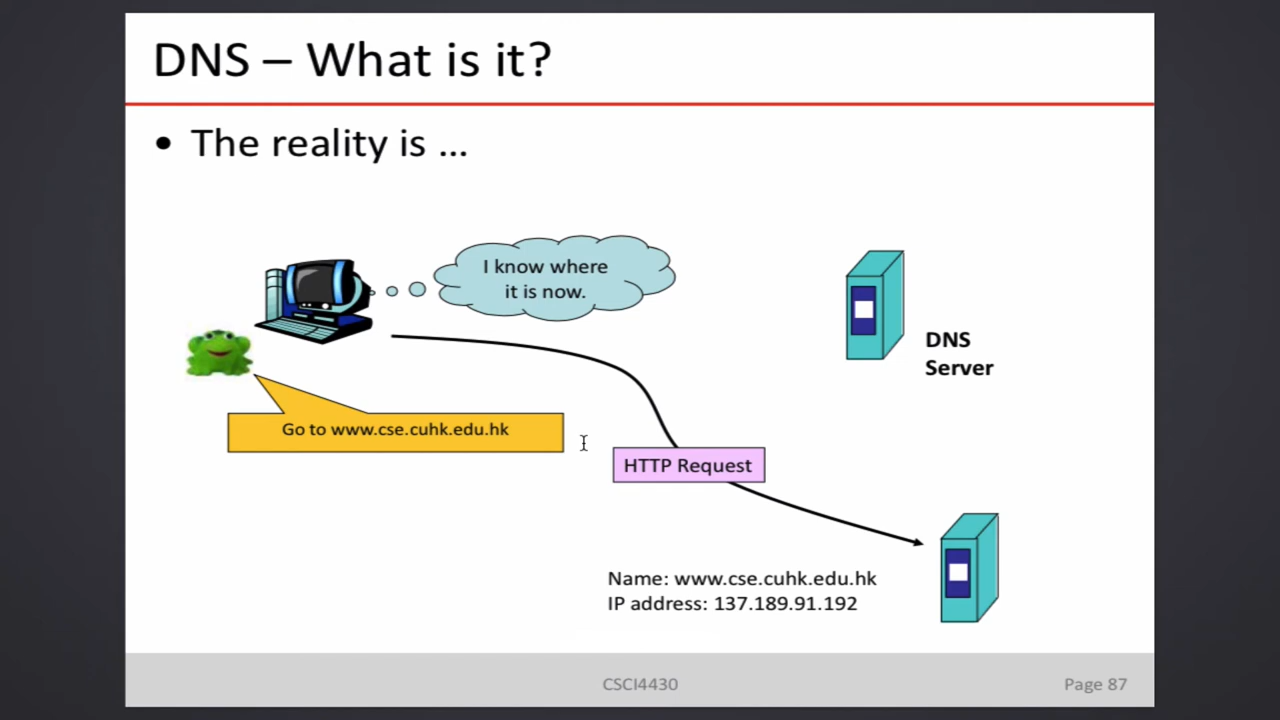 DNS – What is it?
• The reality is ...
I know where
it is now.
DNS
Server
Go to www.cse.cuhk.edu.hk
HTTP Request
Name: www.cse.cuhk.edu.hk
IP address: 137.189.91.192
CSCI4430
Page 87